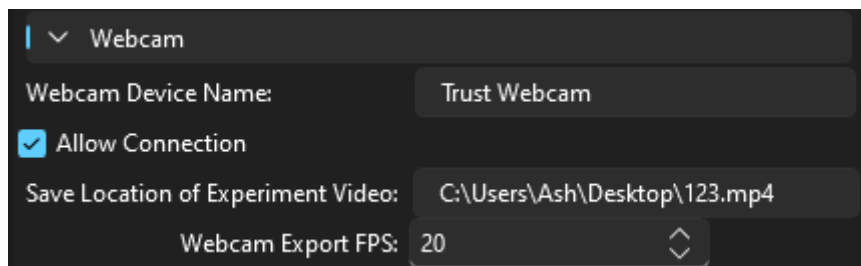 Webcam
Webcam Device Name: Trust Webcam
Allow Connection
Save Location of Experiment Video: C:\Users\Ash\Desktop\123.mp4
Webcam Export FPS: 20